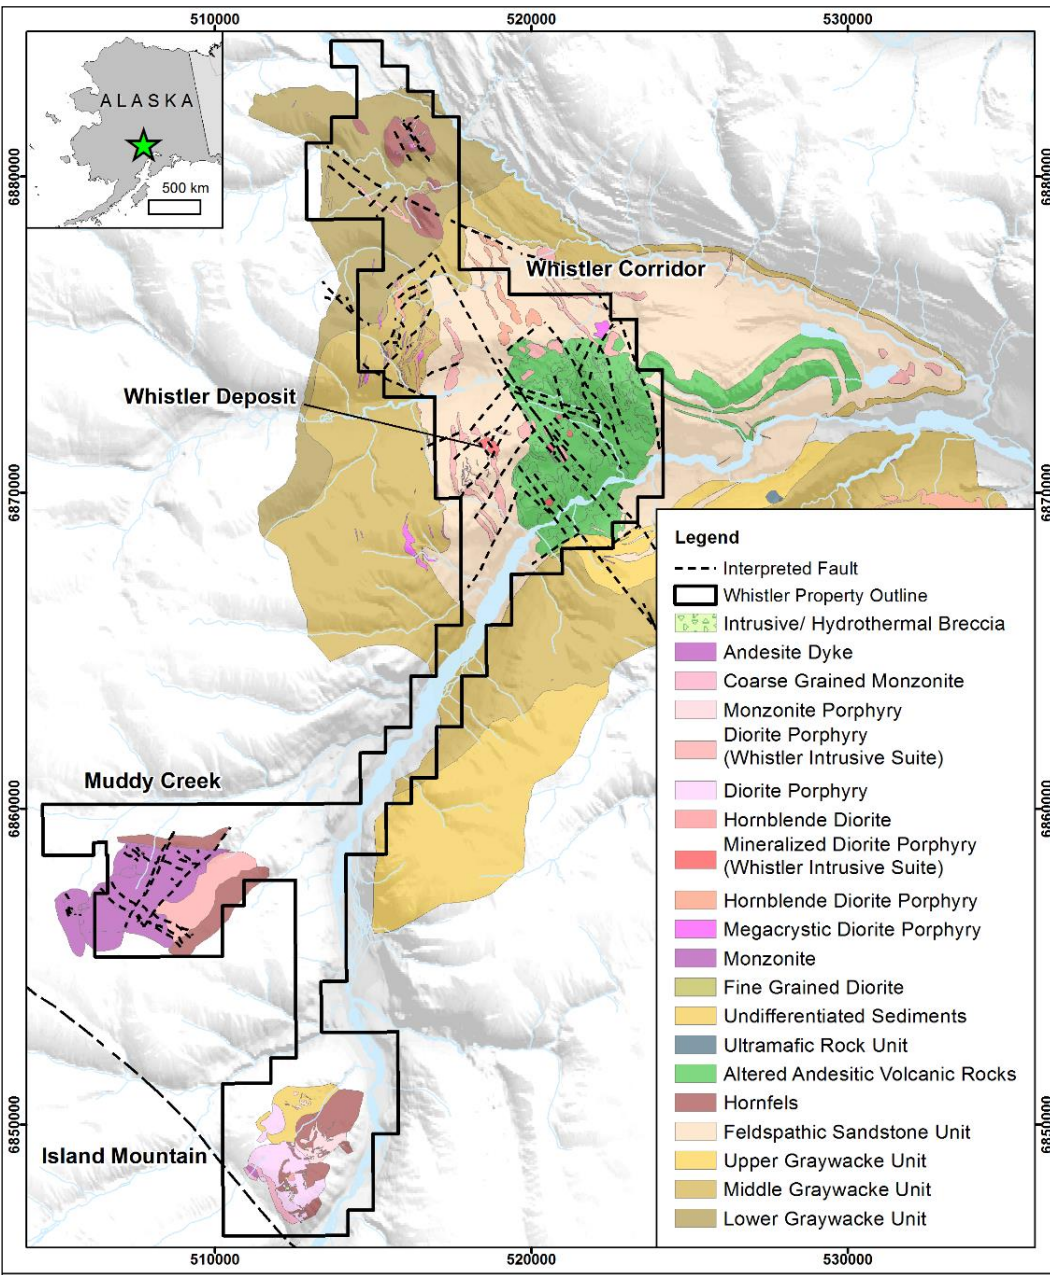 510000
520000
530000
ALASKA
500 km
6880000
6880000
Whistler Corridor
Whistler Deposit
6870000
6870000
Legend
Interpreted Fault
Whistler Property Outline
Intrusive/ Hydrothermal Breccia
Andesite Dyke
Coarse Grained Monzonite
Monzonite Porphyry
Diorite Porphyry
(Whistler Intrusive Suite)
Diorite Porphyry
Hornblende Diorite
Mineralized Diorite Porphyry
(Whistler Intrusive Suite)
Hornblende Diorite Porphyry
Megacrystic Diorite Porphyry
Monzonite
Fine Grained Diorite
Undifferentiated Sediments
Ultramafic Rock Unit
Altered Andesitic Volcanic Rocks
Hornfels
Feldspathic Sandstone Unit
Upper Graywacke Unit
Middle Graywacke Unit
Lower Graywacke Unit
Muddy Creek
6860000
6860000
6850000
6850000
Island Mountain
510000
520000
530000